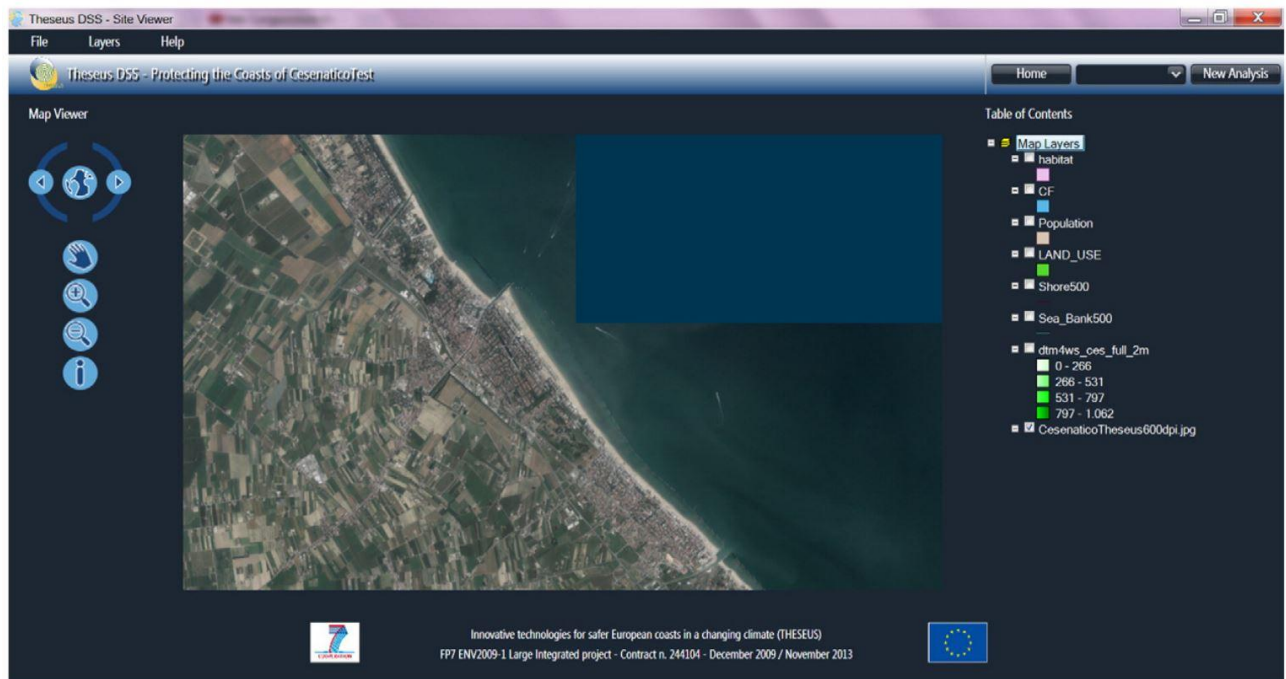 Theseus DSS - Site Viewer
File Layers Help
Theseus DSS - Protecting the Coasts of CesenaticoTest
Home
New Analysis
Map Viewer
Table of Contents
Map Layers
habitat
CF
Population
LAND_USE
Shore500
Sea_Bank500
dtm4ws_ces_full_2m
0 - 266
266 - 531
531 - 797
797 - 1.062
CesenaticoTheseus600dpi.jpg
Innovative technologies for safer European coasts in a changing climate (THESEUS)
FP7 ENV2009-1 Large Integrated project - Contract n. 244104 - December 2009 / November 2013